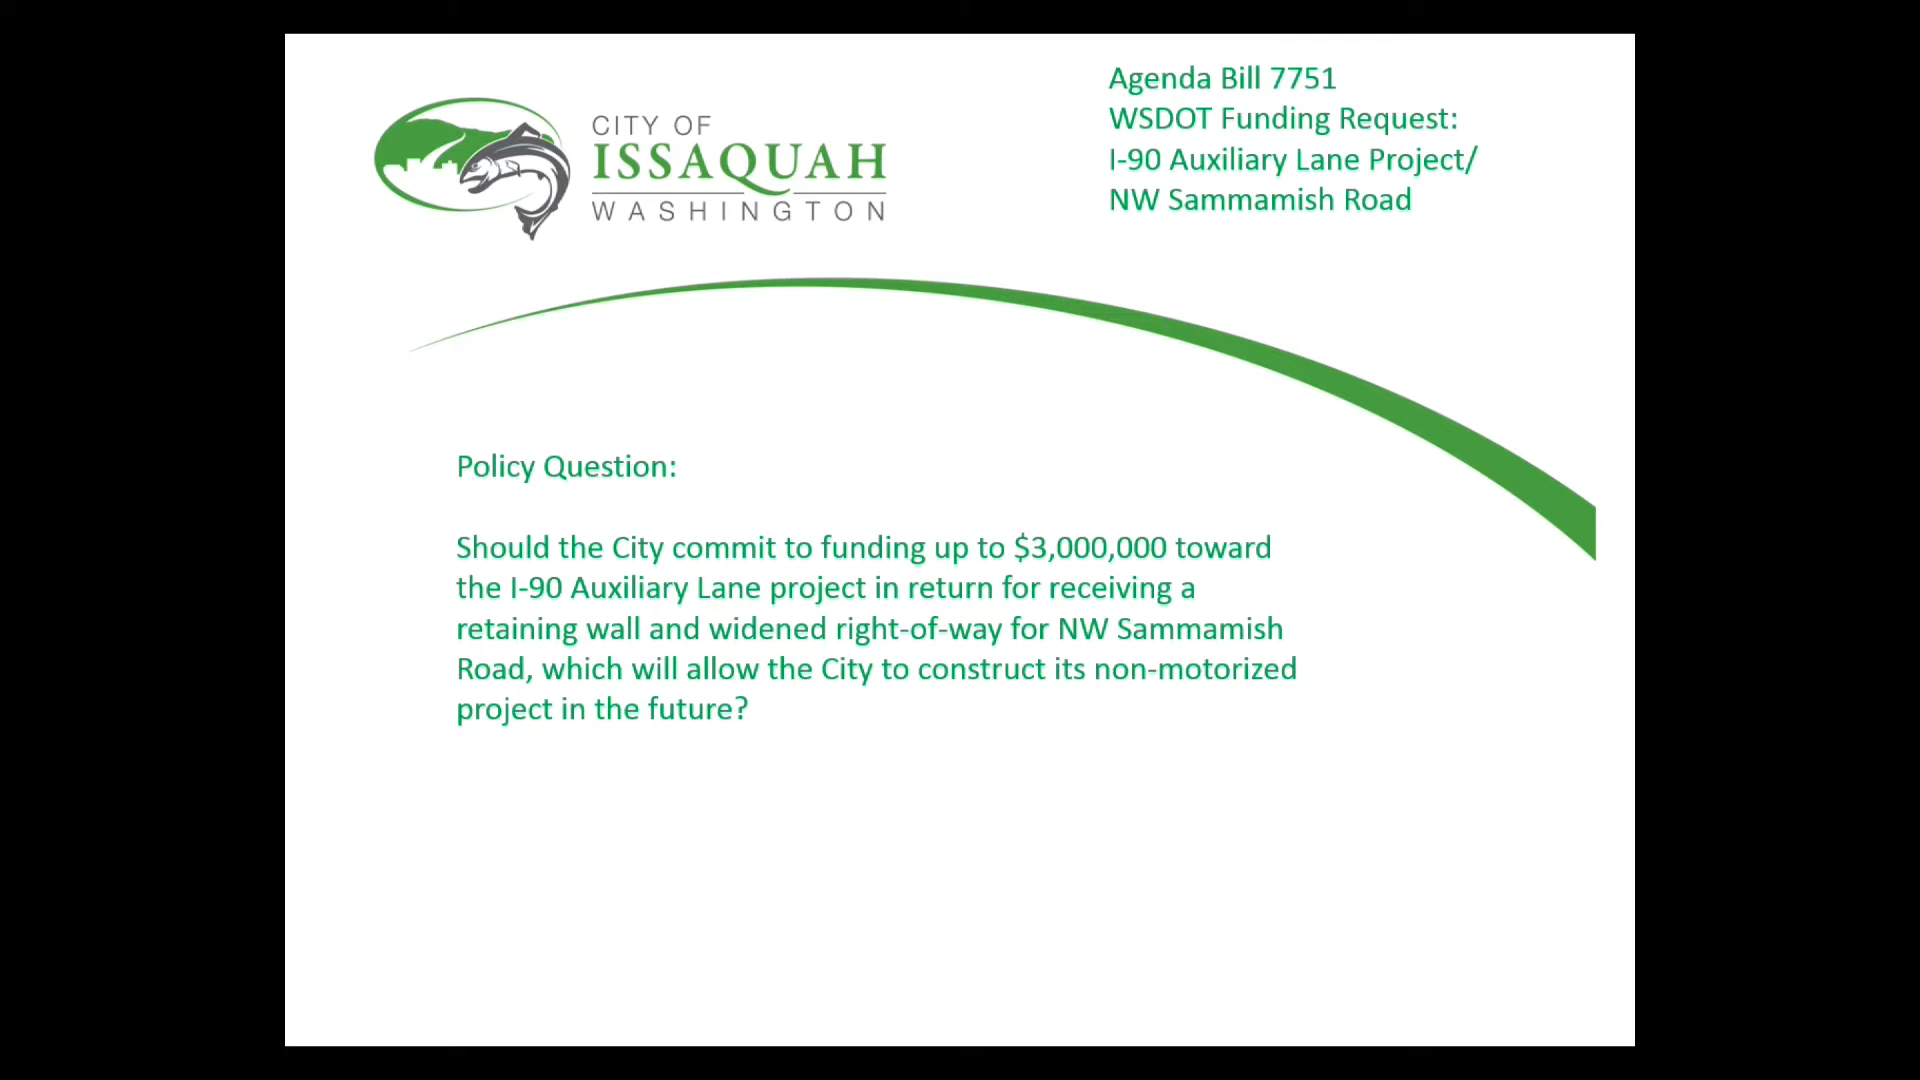 CITY OF
ISSAQUAH
WASHINGTON
Agenda Bill 7751
WSDOT Funding Request:
I-90 Auxiliary Lane Project/
NW Sammamish Road
Policy Question:
Should the City commit to funding up to $3,000,000 toward
the I-90 Auxiliary Lane project in return for receiving a
retaining wall and widened right-of-way for NW Sammamish
Road, which will allow the City to construct its non-motorized
project in the future?